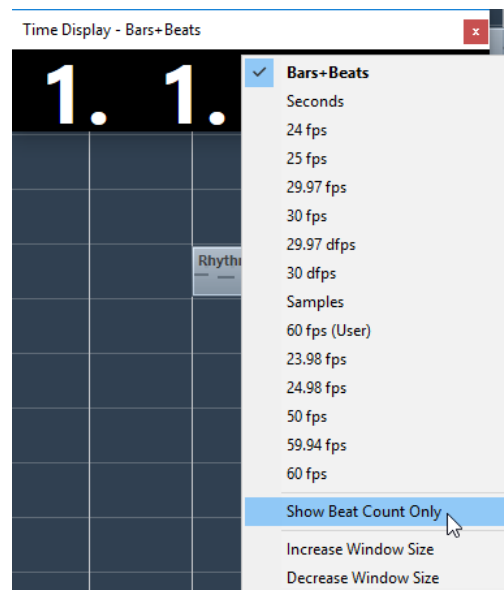 Time Display - Bars+Beats
x
1. 1.
Bars+Beats
Seconds
24 fps
25 fps
29.97 fps
30 fps
29.97 dfps
30 dfps
Samples
60 fps (User)
23.98 fps
24.98 fps
50 fps
59.94 fps
60 fps
Show Beat Count Only
Increase Window Size
Decrease Window Size